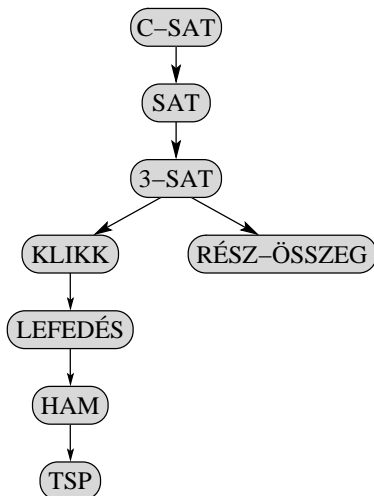 C–SAT
SAT
3–SAT
KLIKK
RÉSZ–ÖSSZEG
LEFEDÉS
HAM
TSP